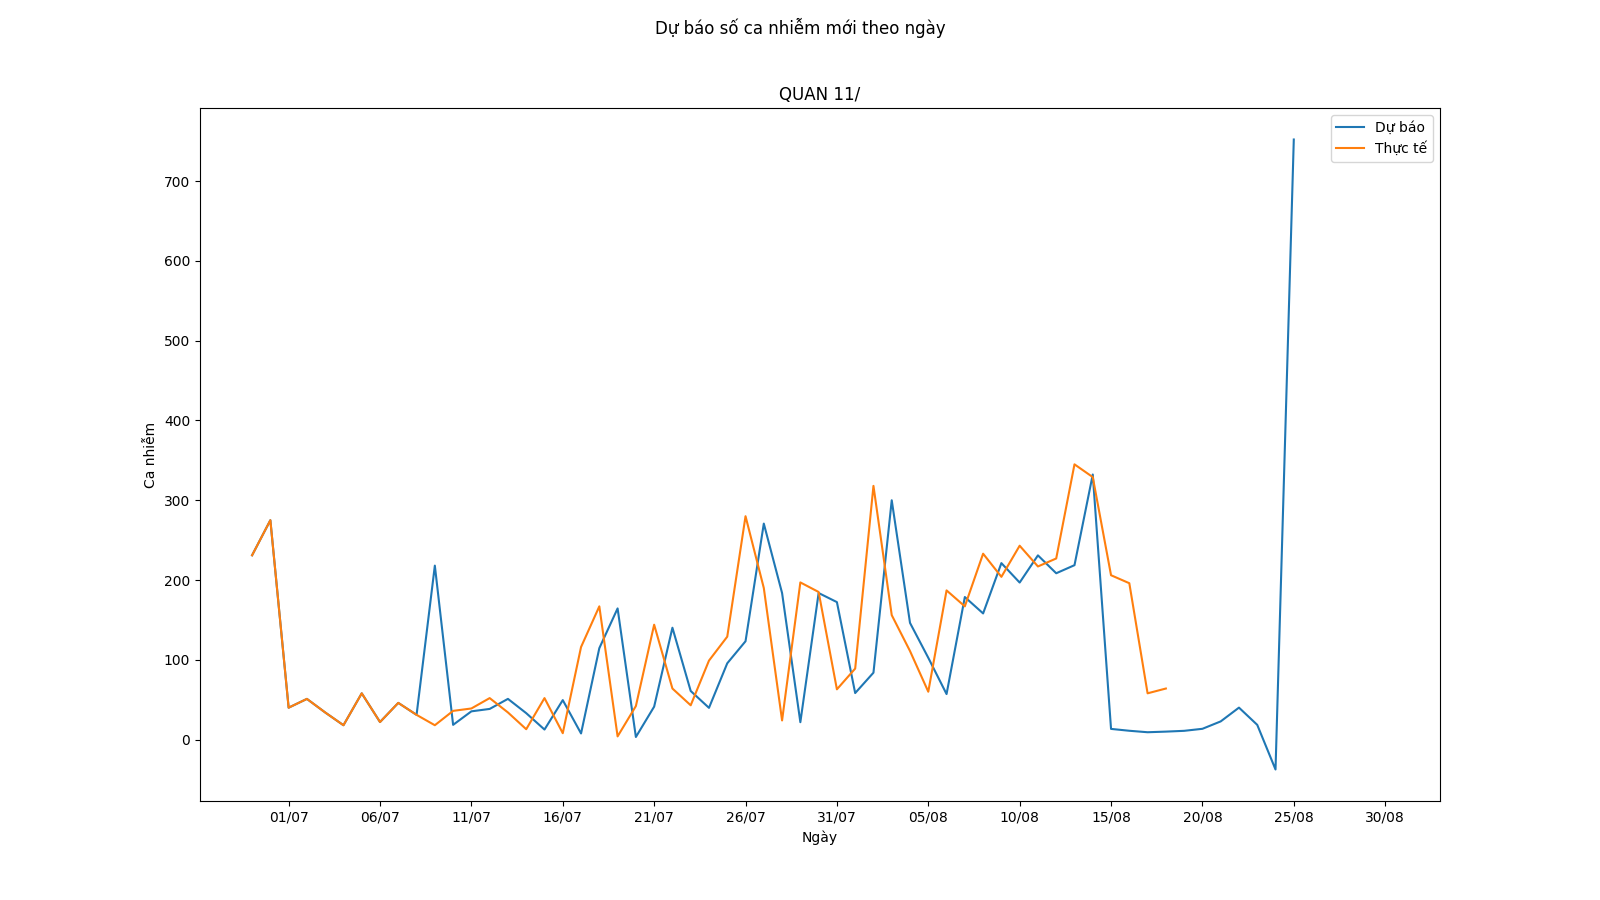 Dự báo số ca nhiễm mới theo ngày
QUAN 11/
Dự báo
Thực tế
700
600
500
400
300
200
100
0
Ca nhiễm
01/07 06/07 11/07 16/07 21/07 26/07 31/07 05/08 10/08 15/08 20/08 25/08 30/08
Ngày